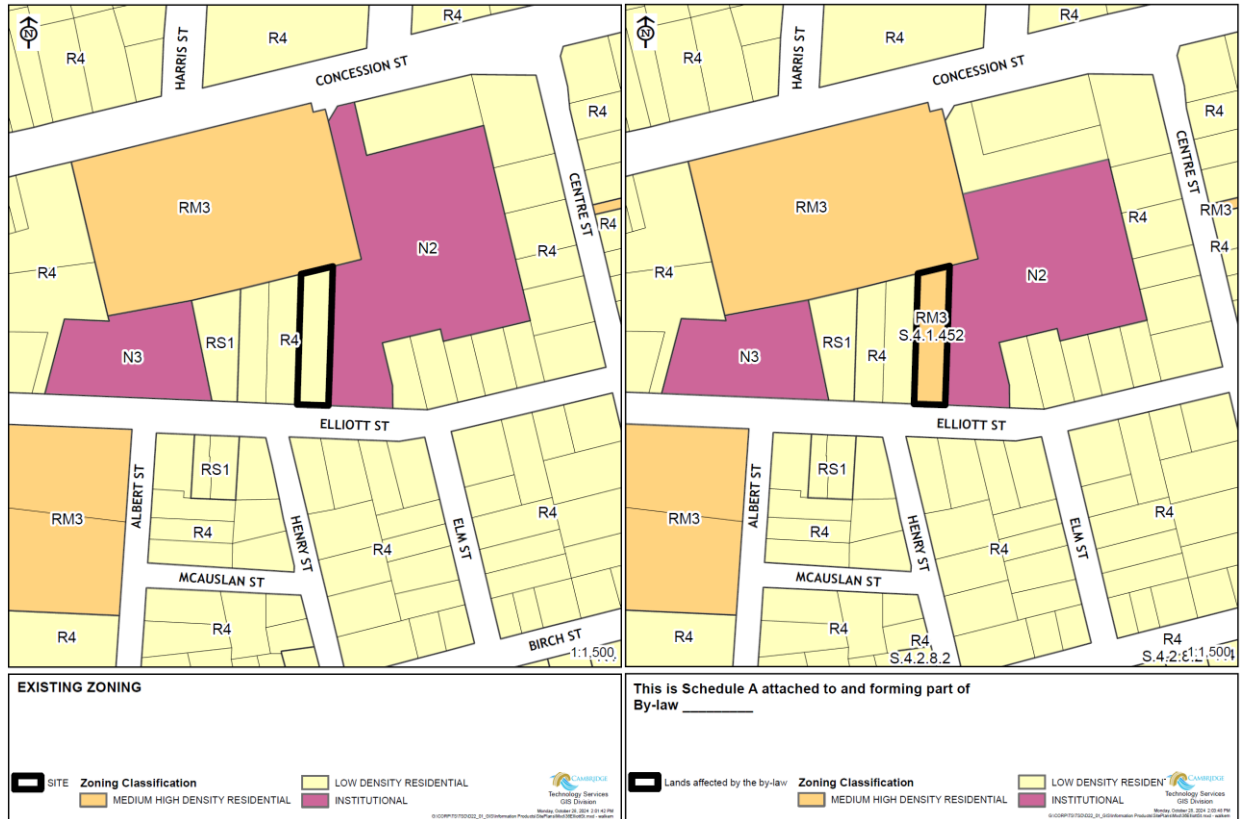 N
R4
R4
R4
HARRIS ST
CONCESSION ST
R4
CENTRE ST
RM3
R4
R4
N2
R4
R4
RS1
N3
ELLIOTT ST
RS1
ALBERT ST
RM3
R4
HENRY ST
R4
ELM ST
R4
MCAUSLAN ST
R4
R4
BIRCH ST
1:1,500
EXISTING ZONING
SITE
Zoning Classification
MEDIUM HIGH DENSITY RESIDENTIAL
LOW DENSITY RESIDENTIAL
INSTITUTIONAL
CAMBRIDGE
Technology Services
GIS Division
N
R4
R4
R4
HARRIS ST
CONCESSION ST
R4
CENTRE ST
RM3
RM3
R4
R4
R4
N2
RM3
S.4.1.452
RS1
N3
R4
ELLIOTT ST
RS1
ALBERT ST
RM3
R4
HENRY ST
R4
ELM ST
R4
MCAUSLAN ST
R4
R4
R4
S.4.2.8.2
R4
1:1,500
This is Schedule A attached to and forming part of
By-law
Lands affected by the by-law
Zoning Classification
MEDIUM HIGH DENSITY RESIDENTIAL
LOW DENSITY RESIDEN
INSTITUTIONAL
CAMBRIDGE
Technology Services
GIS Division